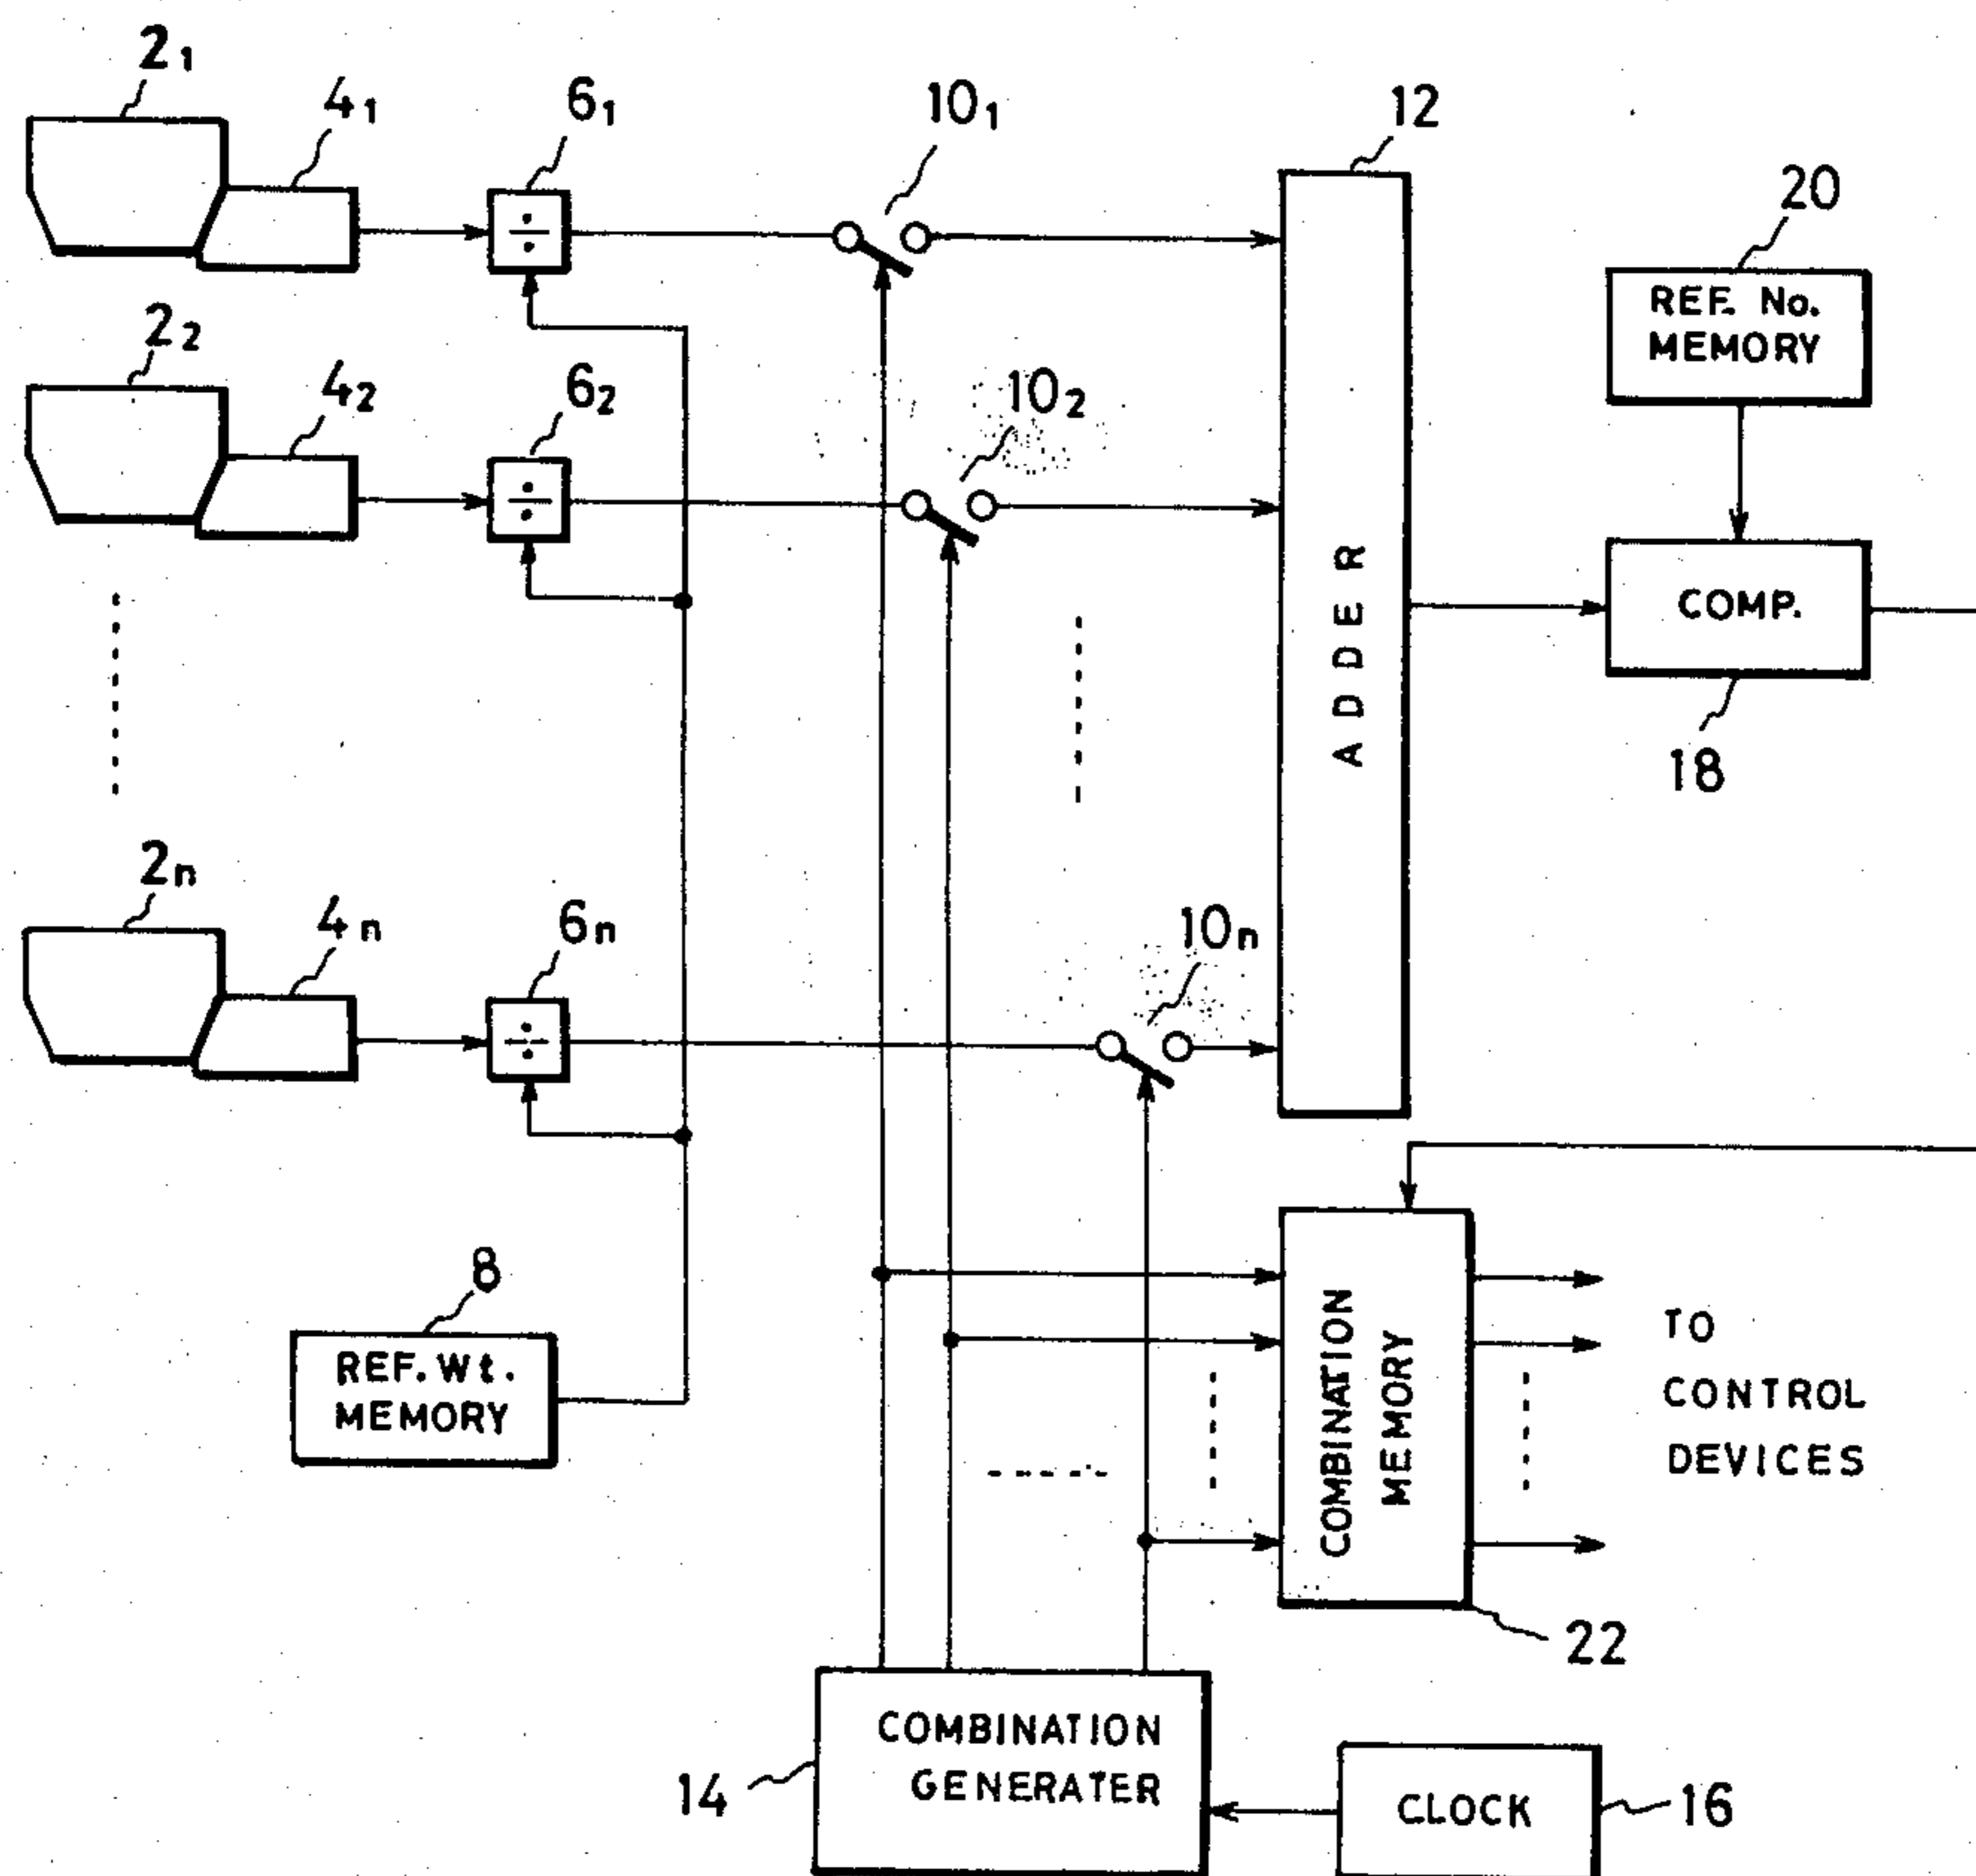 2₁
4₁
6₁
10₁
12
20
REF. No.
MEMORY
2₂
4₂
6₂
10₂
ADDER
COMP.
18
2n
4n
6n
10n
8
REF. Wt.
MEMORY
COMBINATION
MEMORY
TO
CONTROL
DEVICES
22
COMBINATION
GENERATER
14
CLOCK
16